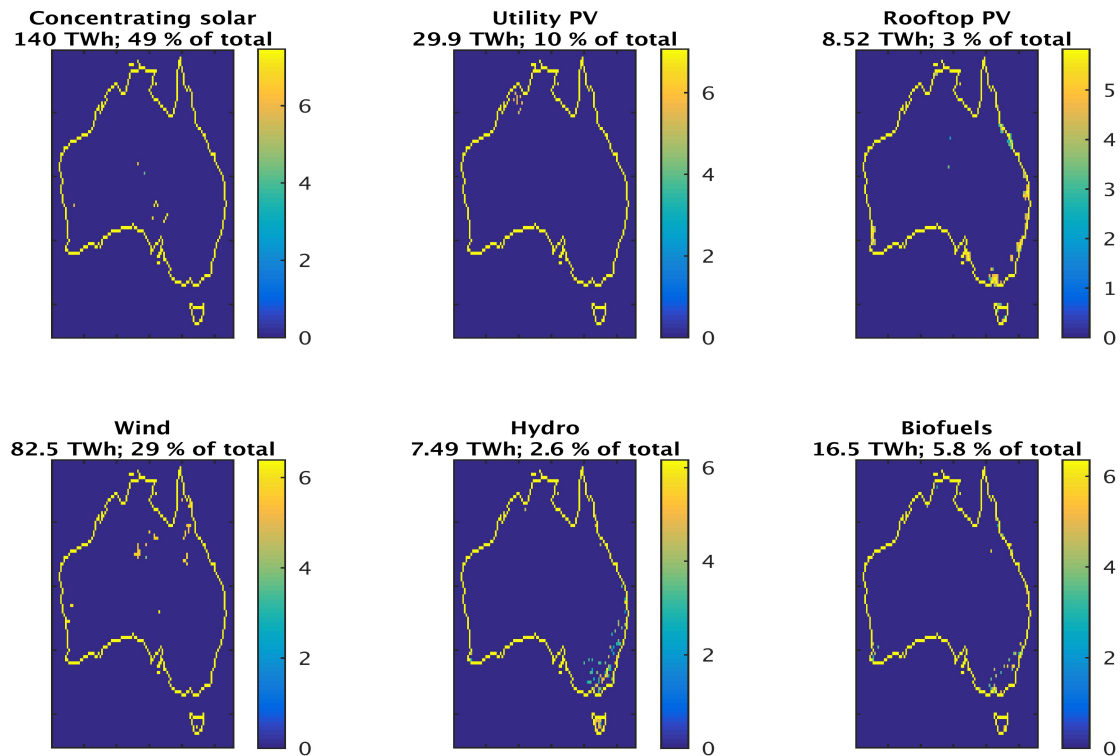 Concentrating solar
140 TWh; 49 % of total
6
4
2
0
Utility PV
29.9 TWh; 10 % of total
6
4
2
0
Rooftop PV
8.52 TWh; 3 % of total
5
4
3
2
1
0
Wind
82.5 TWh; 29 % of total
6
4
2
0
Hydro
7.49 TWh; 2.6 % of total
6
4
2
0
Biofuels
16.5 TWh; 5.8 % of total
6
5
4
3
2
1
0